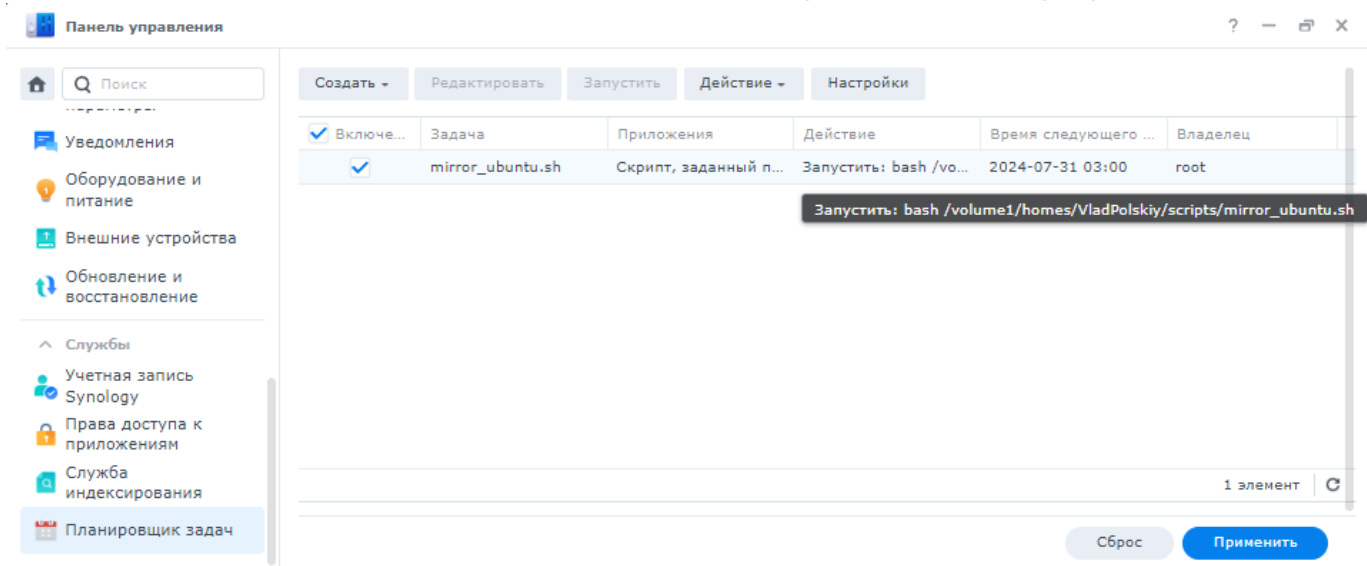 Панель управления
?
Поиск
Создать
Редактировать
Запустить
Действие
Настройки
Уведомления
Оборудование и
питание
Внешние устройства
Обновление и
восстановление
Службы
Учетная запись
Synology
Права доступа к
приложениям
Служба
индексирования
Планировщик задач
Включе... Задача Приложения Действие Время следующего ... Владелец
mirror_ubuntu.sh Скрипт, заданный п... Запустить: bash /vo... 2024-07-31 03:00 root
Запустить: bash /volume1/homes/VladPolskiy/scripts/mirror_ubuntu.sh
1 элемент
Сброс
Применить